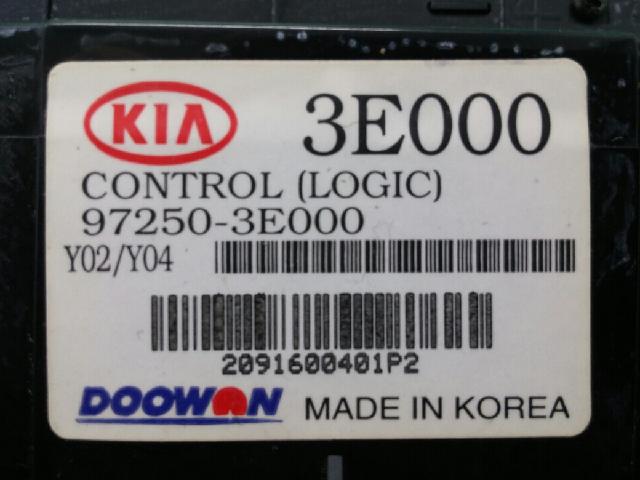 KIA 3E000
CONTROL (LOGIC)
97250-3E000
Y02/Y04
2091600401P2
DOOWON MADE IN KOREA